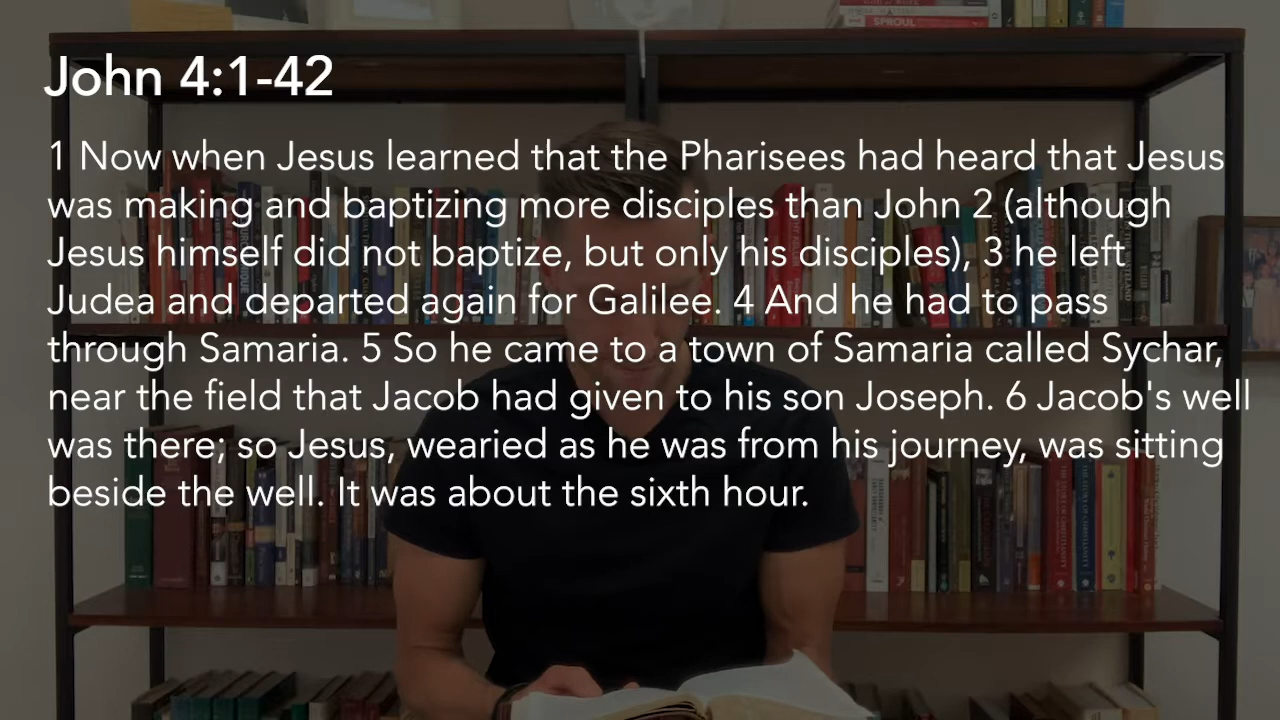 SPROUL
John 4:1-42
1 Now when Jesus learned that the Pharisees had heard that Jesus
was making and baptizing more disciples than John 2 (although
Jesus himself did not baptize, but only his disciples), 3 he left
Judea and departed again for Galilee. 4 And he had to pass
through Samaria. 5 So he came to a town of Samaria called Sychar,
near the field that Jacob had given to his son Joseph. 6 Jacob's well
was there; so Jesus, wearied as he was from his journey, was sitting
beside the well. It was about the sixth hour.